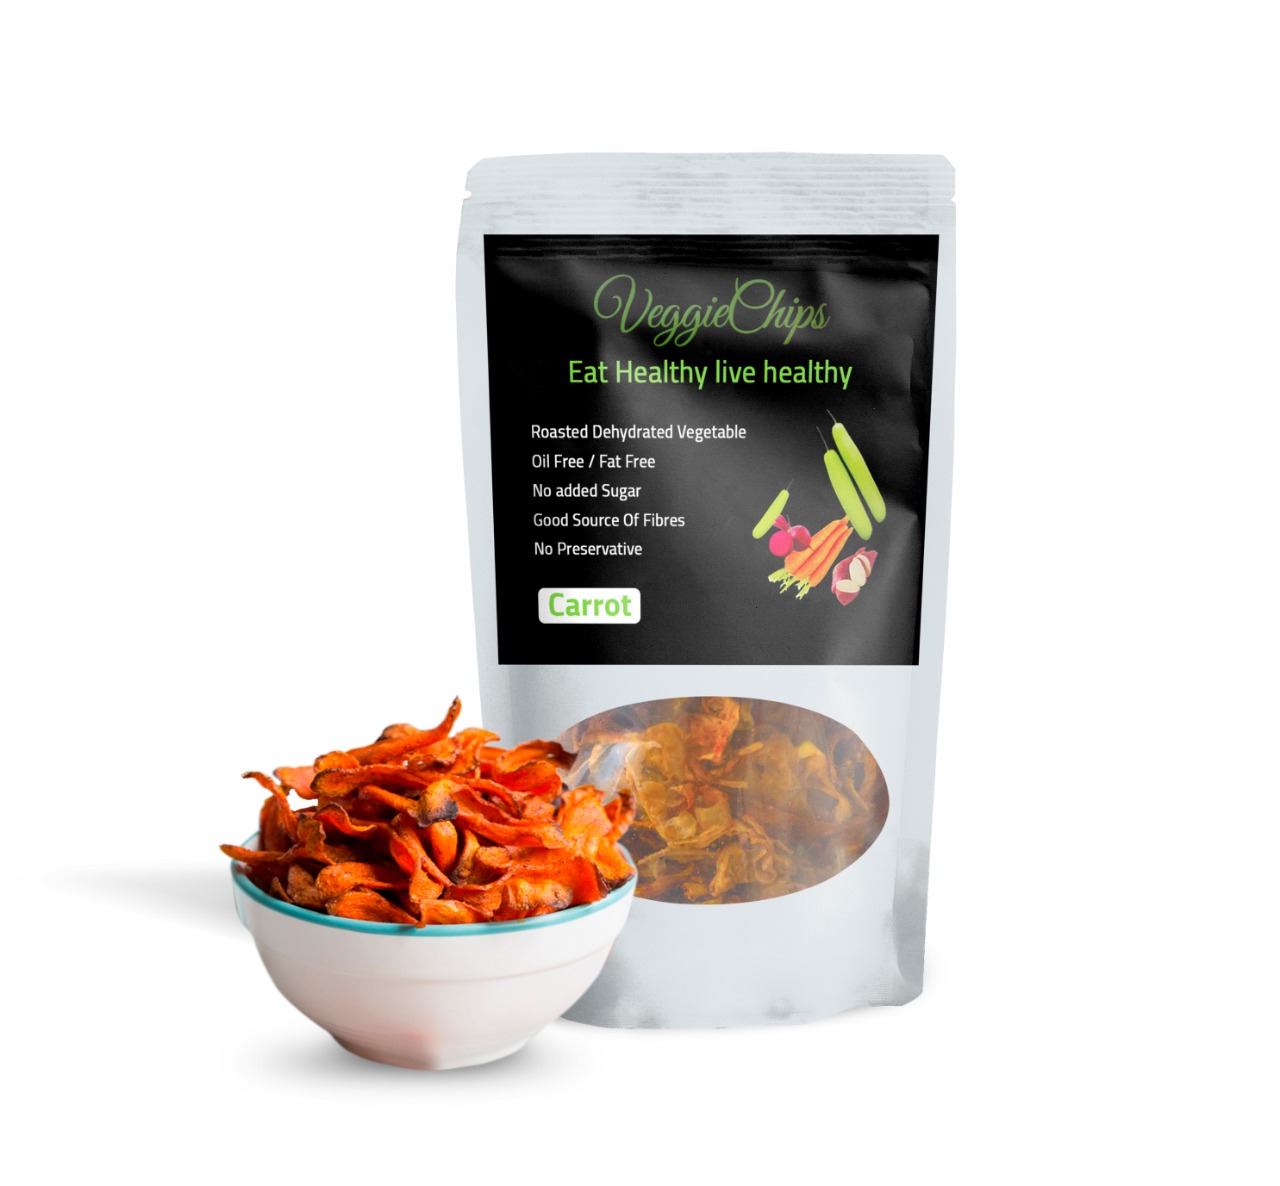 VeggieChips
Eat Healthy live healthy
Roasted Dehydrated Vegetable
Oil Free / Fat Free
No added Sugar
Good Source Of Fibres
No Preservative
Carrot